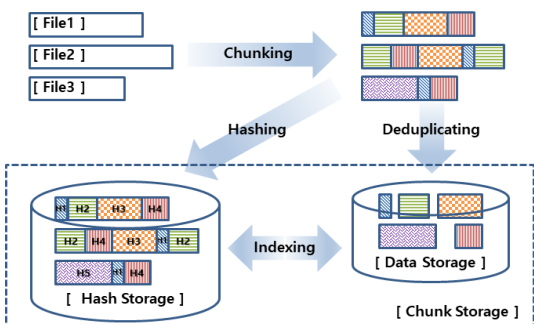 [ File1 ]
[ File2 ]
[ File3 ]
Chunking
Hashing
Deduplicating
H1 H2 H3 H4
H2 H4 H3 H1 H2
H5 H1 H4
[ Hash Storage ]
Indexing
[ Data Storage ]
[ Chunk Storage ]